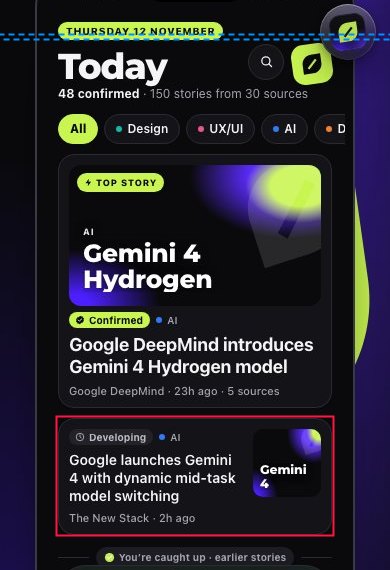 THURSDAY 12 NOVEMBER
Today
48 confirmed · 150 stories from 30 sources
All
Design
UX/UI
AI
D
TOP STORY
AI
Gemini 4
Hydrogen
Confirmed
AI
Google DeepMind introduces
Gemini 4 Hydrogen model
Google DeepMind · 23h ago · 5 sources
Developing
AI
Google launches Gemini
4 with dynamic mid-task
model switching
The New Stack · 2h ago
Gemini
4
You're caught up · earlier stories